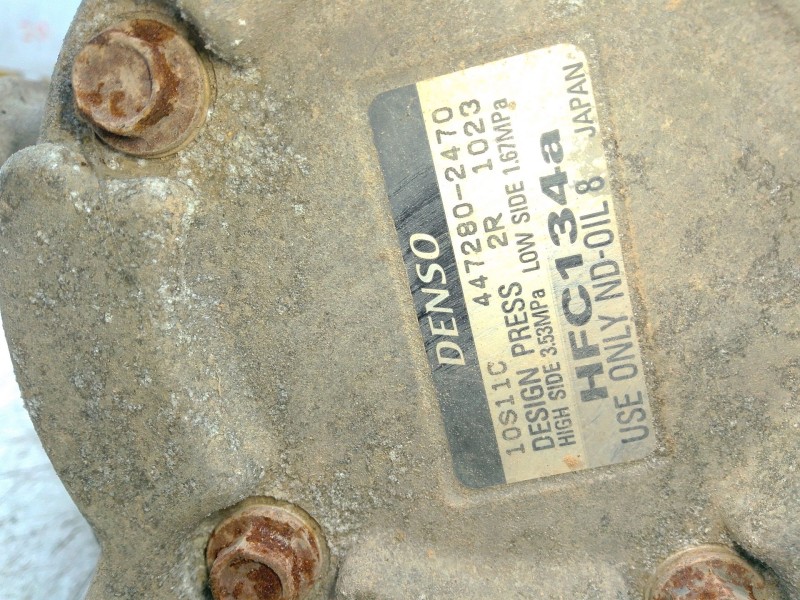 DENSO
10S11C 447280-2470
2R 1023
DESIGN PRESS
HIGH SIDE 3.53MPa LOW SIDE 1.67MPa
HFC134a JAPAN
USE ONLY ND-OIL 8